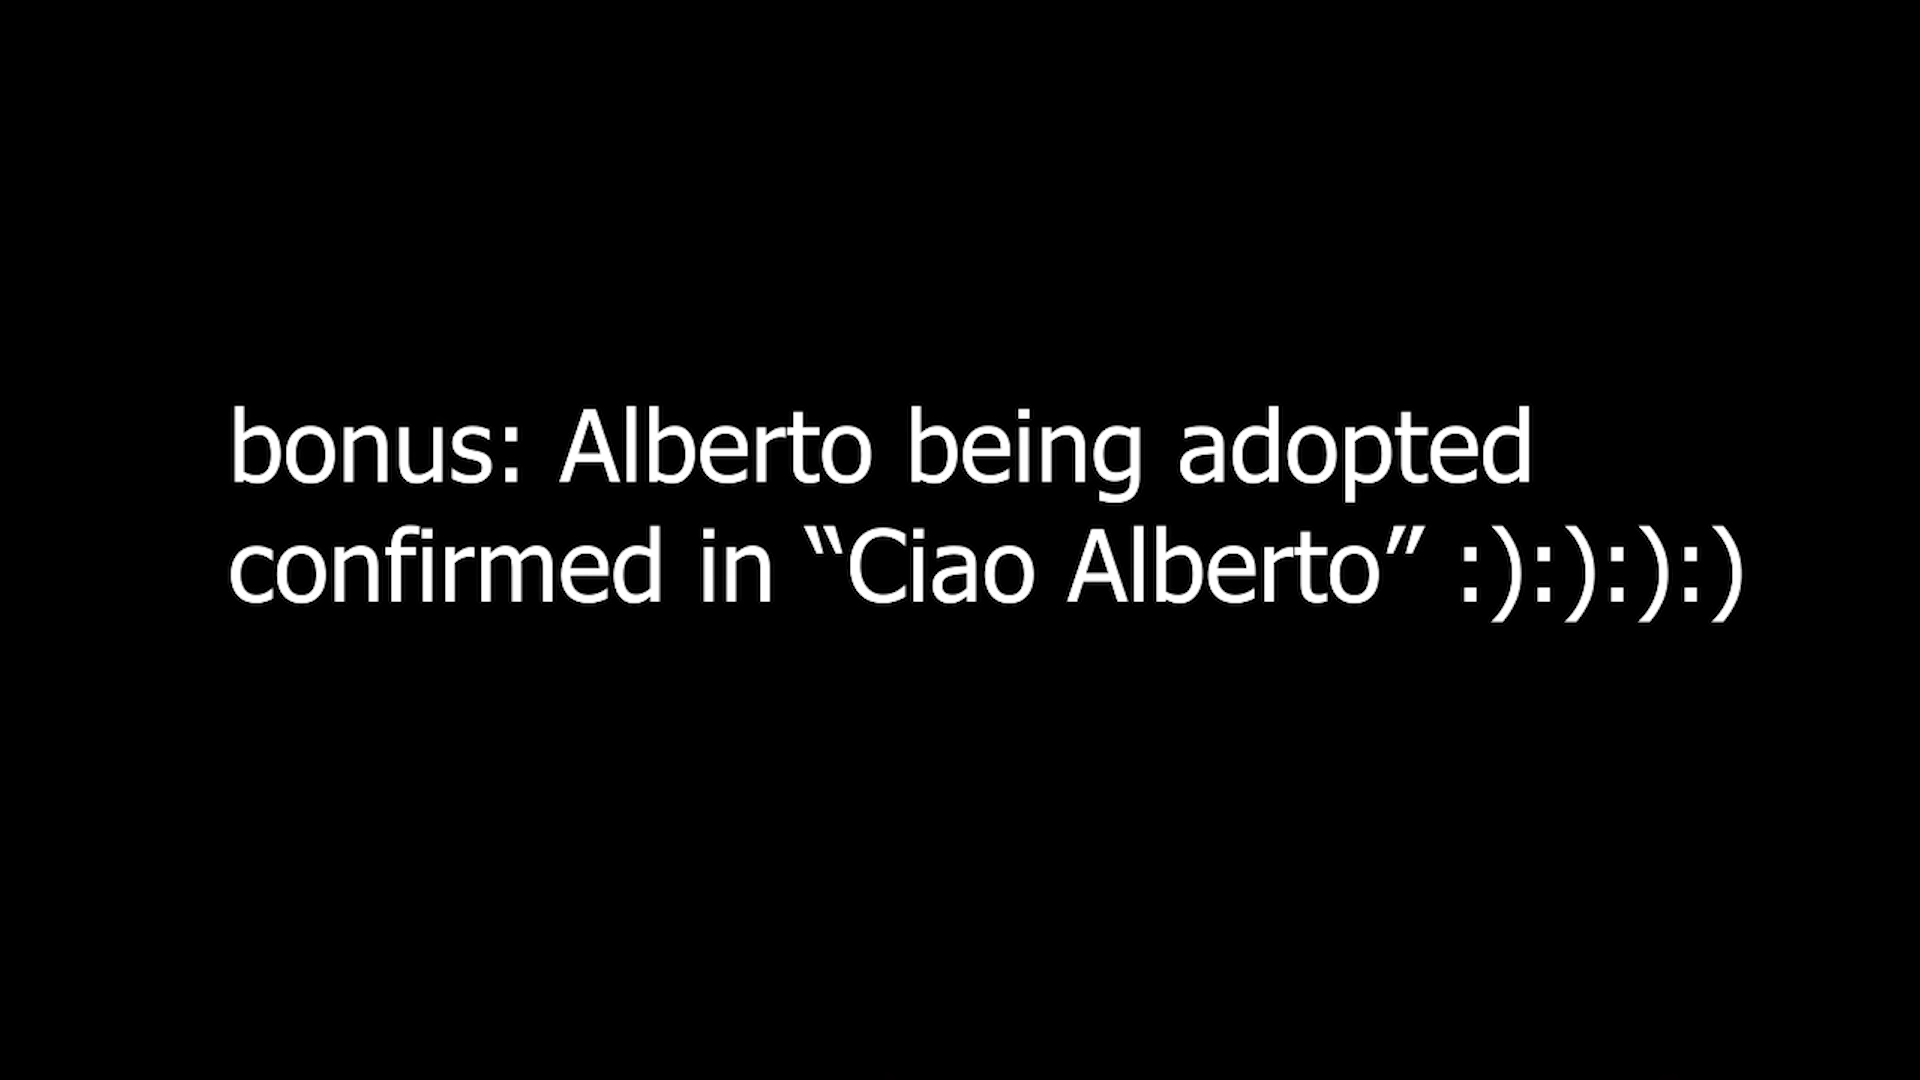 bonus: Alberto being adopted
confirmed in “Ciao Alberto” :):):):)